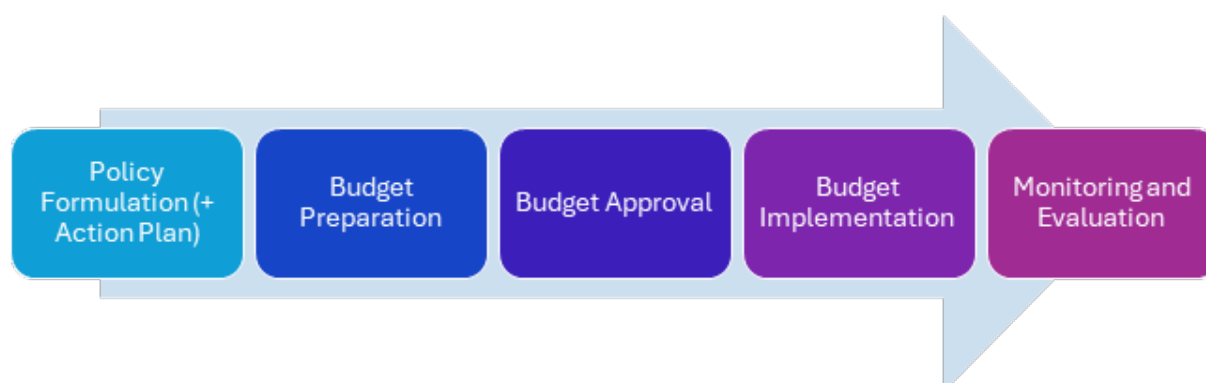 Policy
Formulation (+
Action Plan)
Budget
Preparation
Budget Approval
Budget
Implementation
Monitoring and
Evaluation